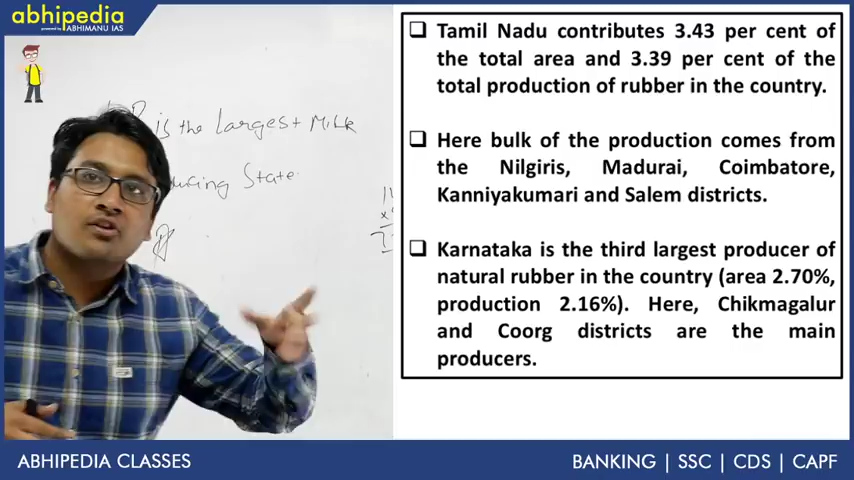 abhipedia
powered by ABHIMANU IAS
is the Largest Milk
ducing State
Tamil Nadu contributes 3.43 per cent of
the total area and 3.39 per cent of the
total production of rubber in the country.
Here bulk of the production comes from
the Nilgiris, Madurai, Coimbatore,
Kanniyakumari and Salem districts.
Karnataka is the third largest producer of
natural rubber in the country (area 2.70%,
production 2.16%). Here, Chikmagalur
and Coorg districts are the main
producers.
ABHIPEDIA CLASSES
BANKING | SSC | CDS | CAPF